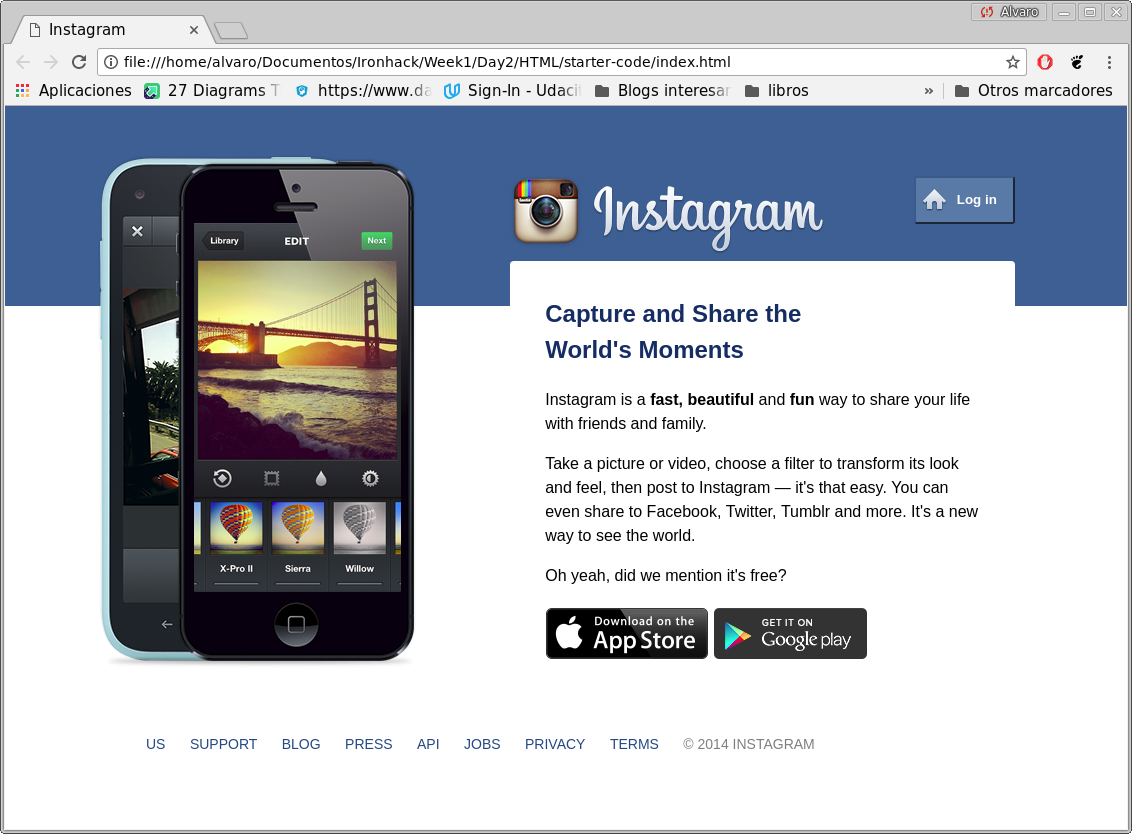 Alvaro
Instagram
file:///home/alvaro/Documentos/Ironhack/Week1/Day2/HTML/starter-code/index.html
Aplicaciones
27 Diagrams T
https://www.da
Sign-In - Udaci
Blogs interesar
libros
»
Otros marcadores
Instagram
Log in
Library
EDIT
Next
X-Pro II
Sierra
Willow
Capture and Share the
World's Moments
Instagram is a fast, beautiful and fun way to share your life
with friends and family.
Take a picture or video, choose a filter to transform its look
and feel, then post to Instagram — it's that easy. You can
even share to Facebook, Twitter, Tumblr and more. It's a new
way to see the world.
Oh yeah, did we mention it's free?
Download on the
App Store
GET IT ON
Google play
US SUPPORT BLOG PRESS API JOBS PRIVACY TERMS © 2014 INSTAGRAM